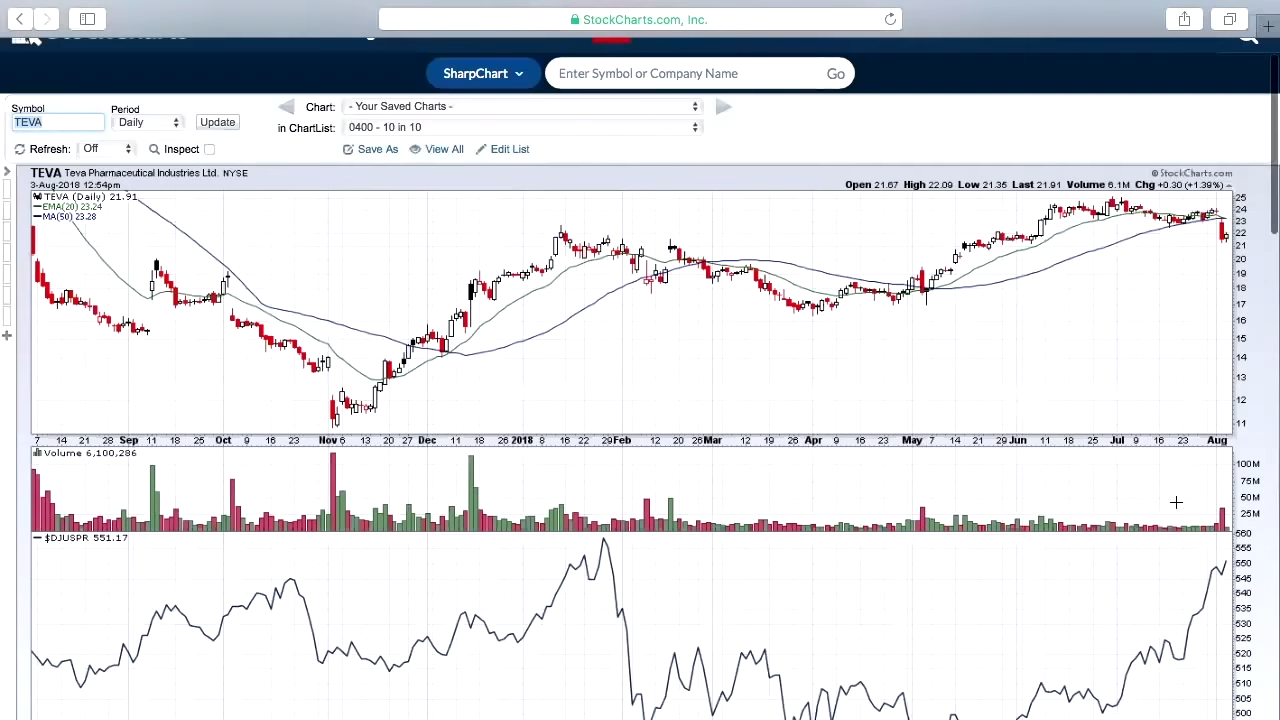 StockCharts.com, Inc.
SharpChart
Enter Symbol or Company Name
Go
Symbol
Period
TEVA
Daily
Update
Chart:
- Your Saved Charts -
in ChartList:
0400 - 10 in 10
Refresh:
Off
Inspect
Save As
View All
Edit List
TEVA Teva Pharmaceutical Industries Ltd. NYSE
© StockCharts.com
3-Aug-2018 12:54pm
Open 21.67 High 22.09 Low 21.35 Last 21.91 Volume 6.1M Chg +0.30 (+1.39%)
TEVA (Daily) 21.91
EMA(20) 23.24
MA(50) 23.28
25
24
23
22
21
20
19
18
17
16
15
14
13
12
11
7 14 21 28 Sep 11 18 25 Oct 9 16 23 Nov 6 13 20 27 Dec 11 18 26 2018 8 16 22 29 Feb 12 20 26 Mar 12 19 26 Apr 9 16 23 May 7 14 21 29 Jun 11 18 25 Jul 9 16 23 Aug
Volume 6,100,286
100M
75M
50M
25M
$DJUSPR 551.17
560
555
550
545
540
535
530
525
520
515
510
505
500